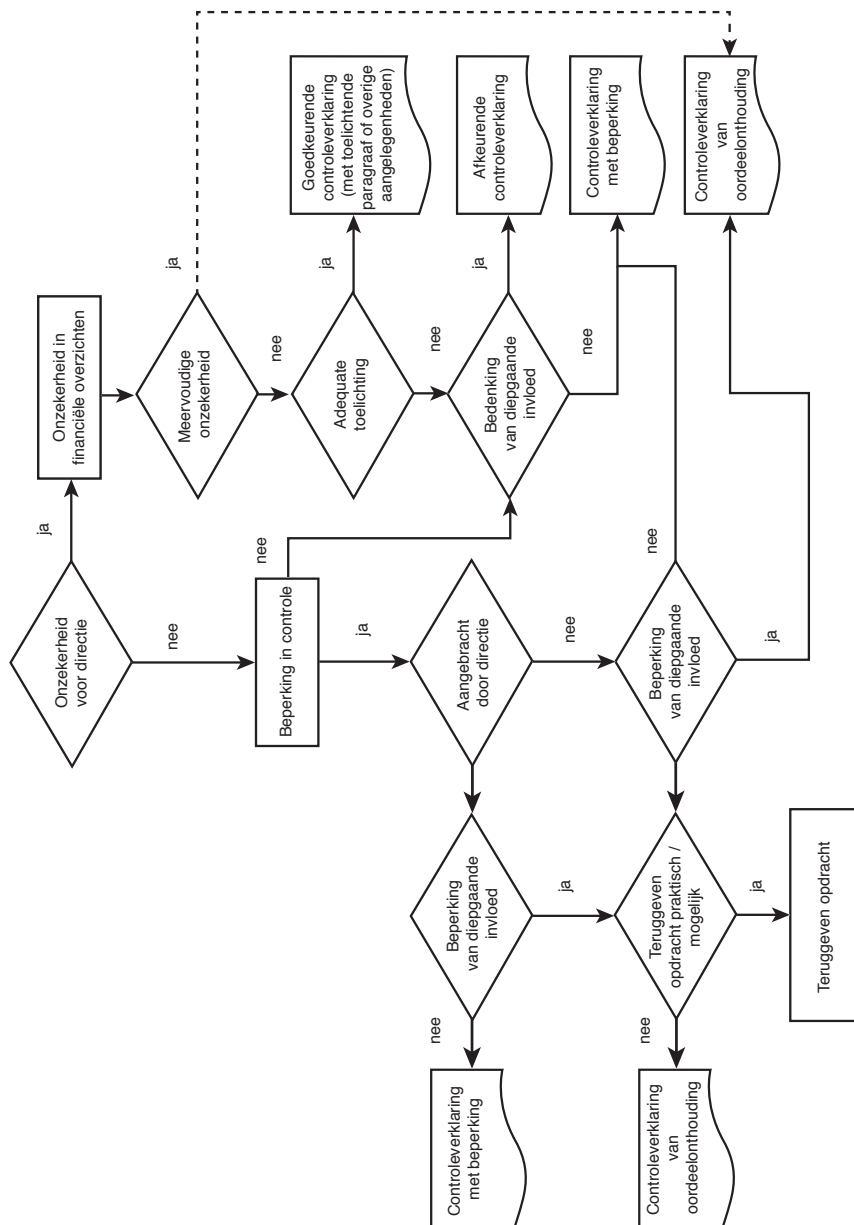 Onzekerheid
voor directie
ja
Onzekerheid in
financiële overzichten
nee
Meervoudige
onzekerheid
ja
nee
Adequate
toelichting
ja
Goedkeurende
controleverklaring
(met toelichtende
paragraaf of overige
aangelegenheden)
nee
Beperking in controle
nee
Bedenking
van diepgaande
invloed
ja
Afkeurende
controleverklaring
nee
Controleverklaring
met beperking
ja
Aangebracht
door directie
nee
Beperking
van diepgaande
invloed
nee
ja
Controleverklaring
van
oordeelonthouding
Beperking
van diepgaande
invloed
nee
Controleverklaring
met beperking
ja
Teruggeven
opdracht praktisch /
mogelijk
nee
Controleverklaring
van
oordeelonthouding
ja
Teruggeven opdracht